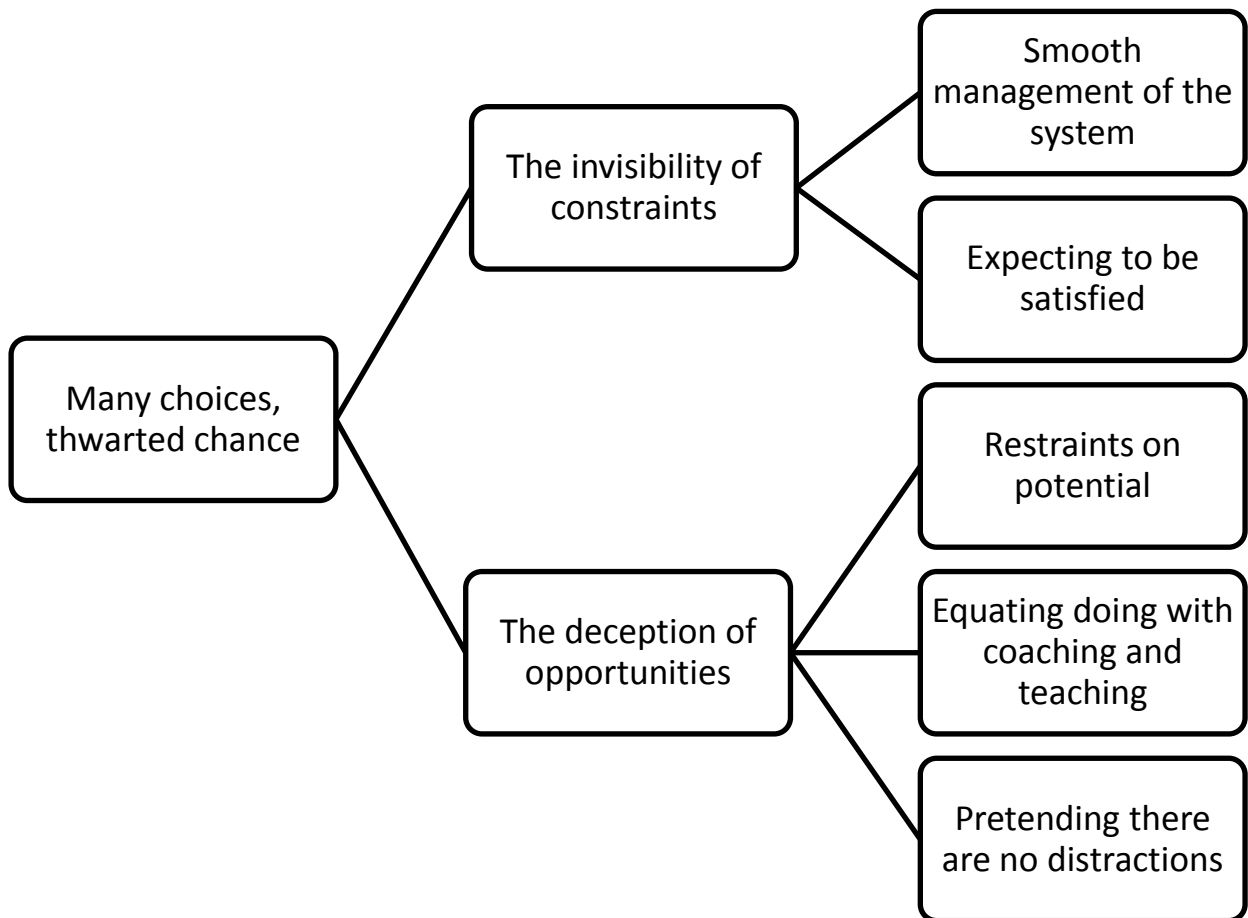 Many choices,
thwarted chance
The invisibility of
constraints
Smooth
management of the
system
Expecting to be
satisfied
The deception of
opportunities
Restraints on
potential
Equating doing with
coaching and
teaching
Pretending there
are no distractions